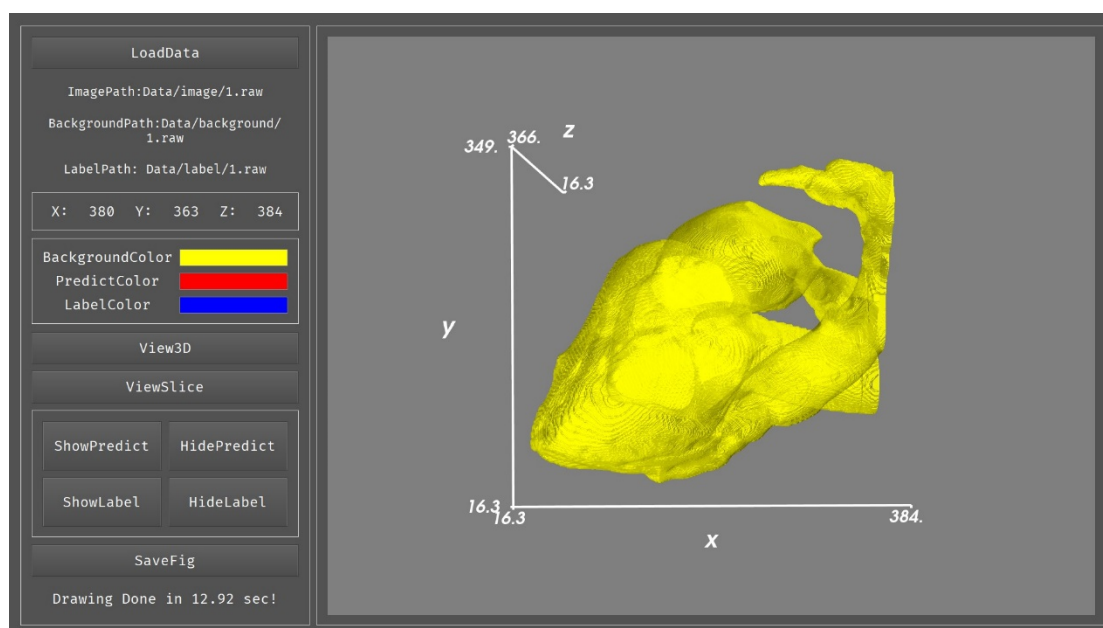 LoadData
ImagePath:Data/image/1.raw
BackgroundPath:Data/background/
1.raw
LabelPath: Data/label/1.raw
X: 380 Y: 363 Z: 384
BackgroundColor
PredictColor
LabelColor
View3D
ViewSlice
ShowPredict HidePredict
ShowLabel HideLabel
SaveFig
Drawing Done in 12.92 sec!
349. 366. z
16.3
y
16.3
16.3
384.
x